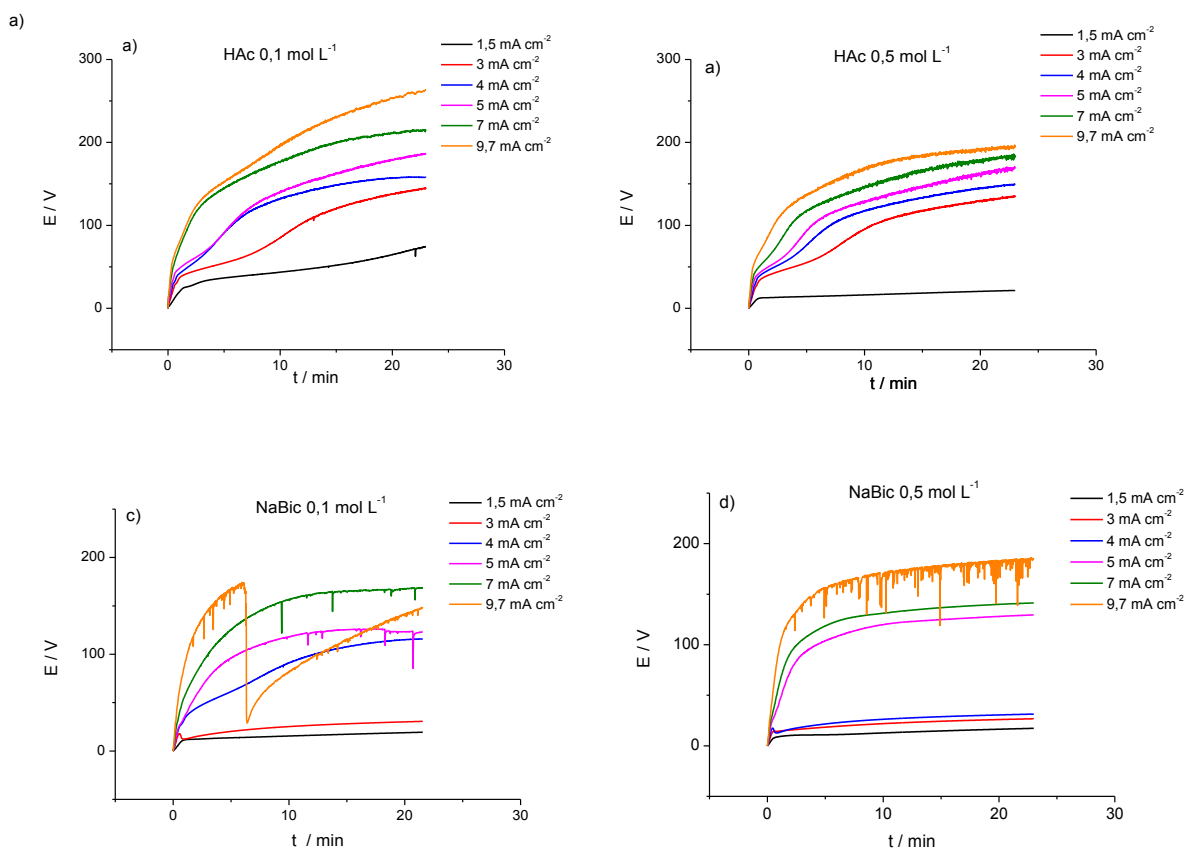 a)
a)
HAc 0,1 mol L⁻¹
1,5 mA cm⁻²
3 mA cm⁻²
4 mA cm⁻²
5 mA cm⁻²
7 mA cm⁻²
9,7 mA cm⁻²
300
200
100
0
E / V
0
10
20
30
t / min
a)
HAc 0,5 mol L⁻¹
1,5 mA cm⁻²
3 mA cm⁻²
4 mA cm⁻²
5 mA cm⁻²
7 mA cm⁻²
9,7 mA cm⁻²
300
200
100
0
E / V
0
10
20
30
t / min
c)
NaBic 0,1 mol L⁻¹
1,5 mA cm⁻²
3 mA cm⁻²
4 mA cm⁻²
5 mA cm⁻²
7 mA cm⁻²
9,7 mA cm⁻²
200
100
0
E / V
0
10
20
t / min
d)
NaBic 0,5 mol L⁻¹
1,5 mA cm⁻²
3 mA cm⁻²
4 mA cm⁻²
5 mA cm⁻²
7 mA cm⁻²
9,7 mA cm⁻²
200
100
0
E / V
0
10
20
t / min